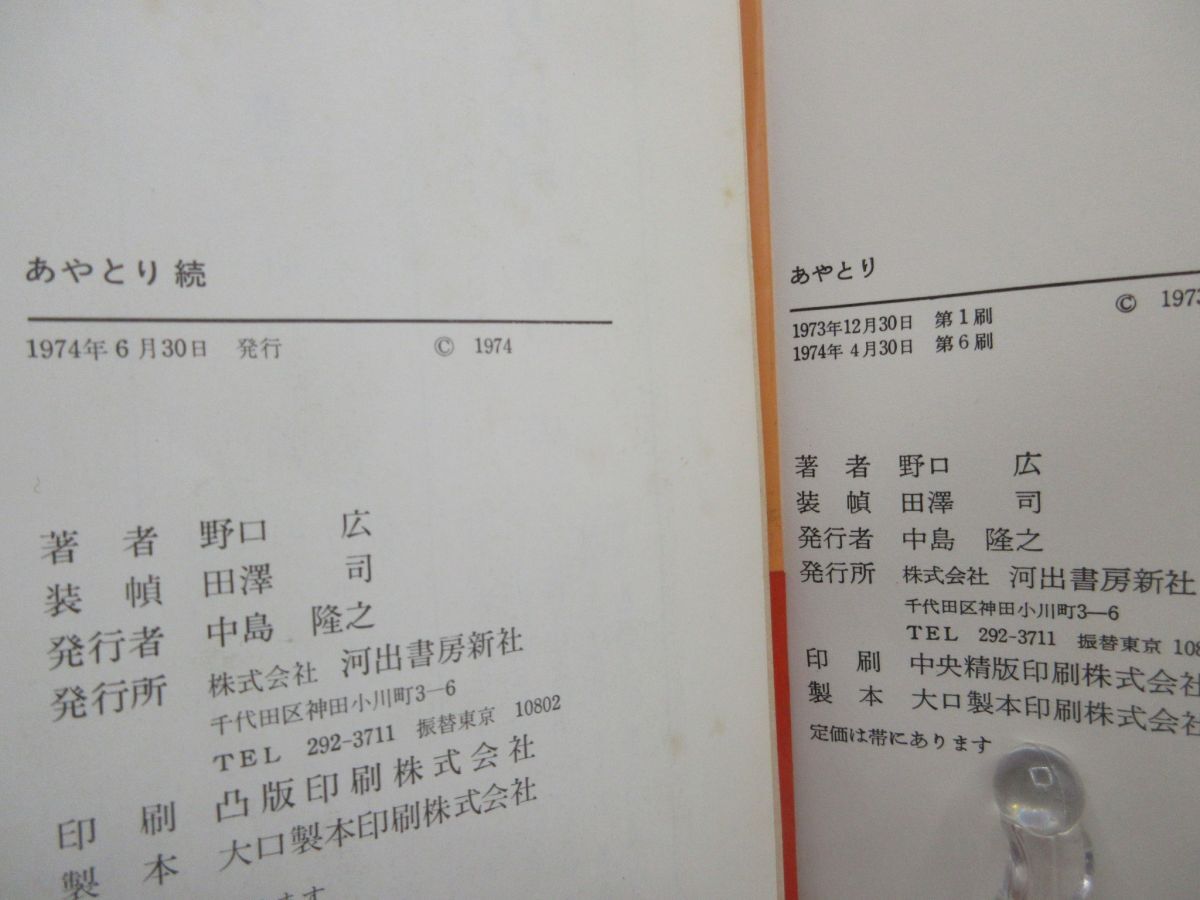 あやとり 続
1974年 6 月30日 発行 © 1974
著 者 野口 広
装 幀 田澤 司
発行者 中島 隆之
発行所 株式会社 河出書房新社
千代田区神田小川町3—6
TEL 292-3711 振替東京 10802
印 刷 凸版印刷株式会社
製 本 大口製本印刷株式会社
ます
あやとり
© 1973
1973年12月30日 第1刷
1974年 4月30日 第6刷
著 者 野口 広
装 幀 田澤 司
発行者 中島 隆之
発行所 株式会社 河出書房新社
千代田区神田小川町3—6
TEL 292-3711 振替東京 108
印 刷 中央精版印刷株式会社
製 本 大口製本印刷株式会社
定価は帯にあります